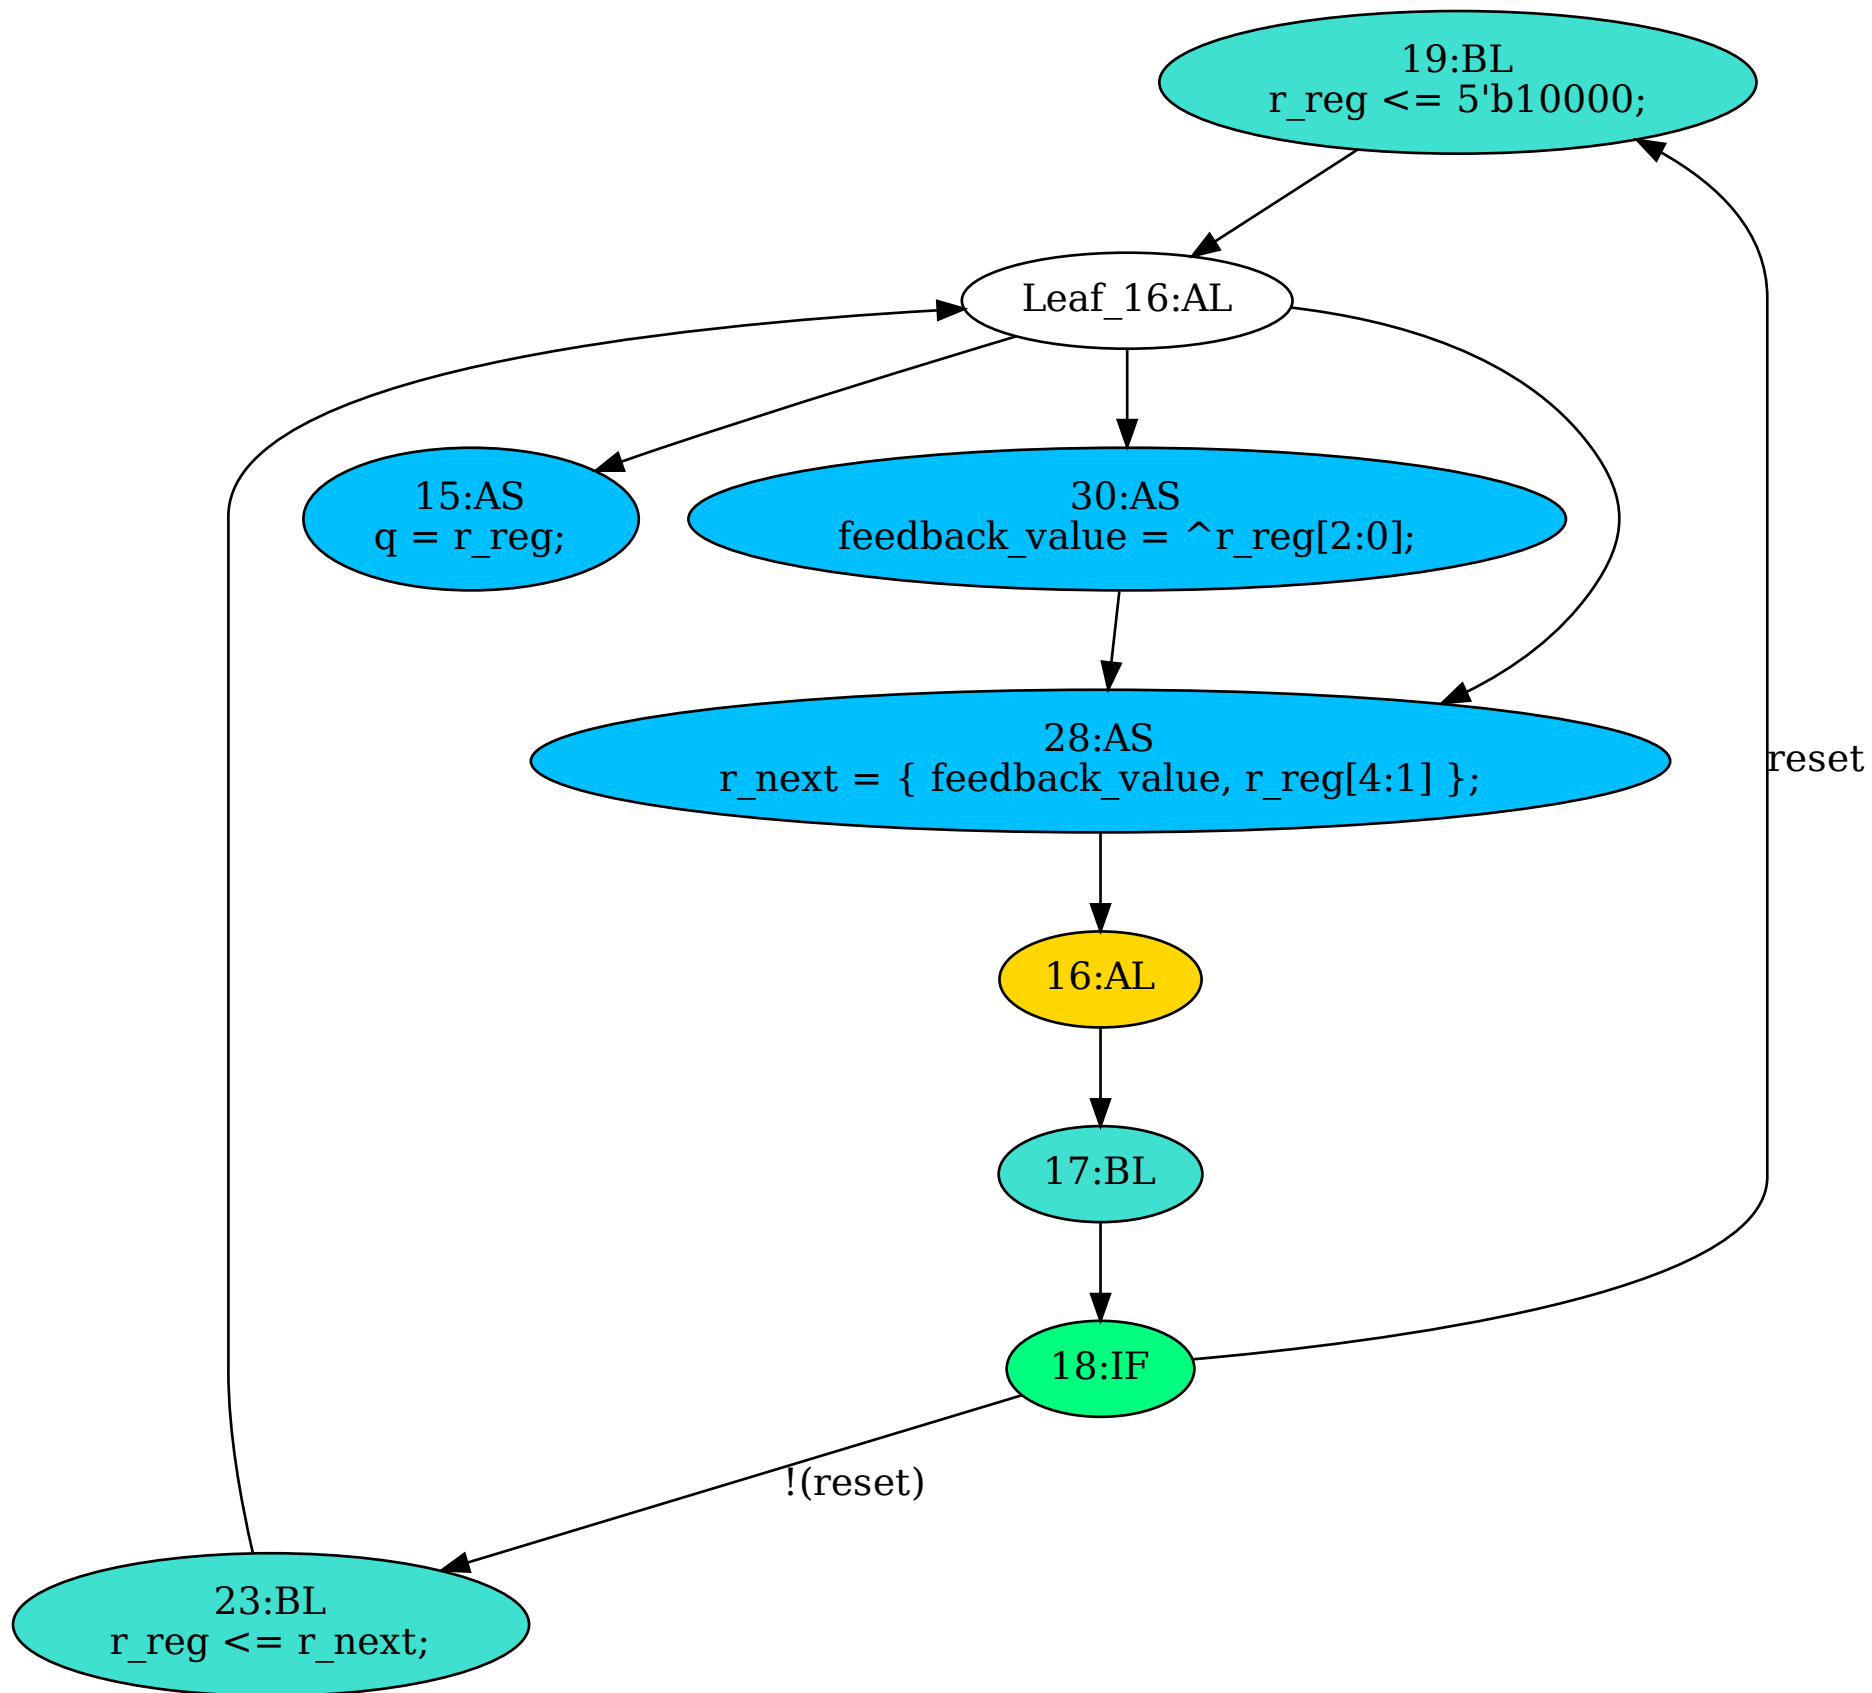 19:BL
r_reg <= 5'b10000;
Leaf_16:AL
15:AS
q = r_reg;
30:AS
feedback_value = ^r_reg[2:0];
28:AS
r_next = { feedback_value, r_reg[4:1] };
reset
16:AL
17:BL
18:IF
!(reset)
23:BL
r_reg <= r_next;